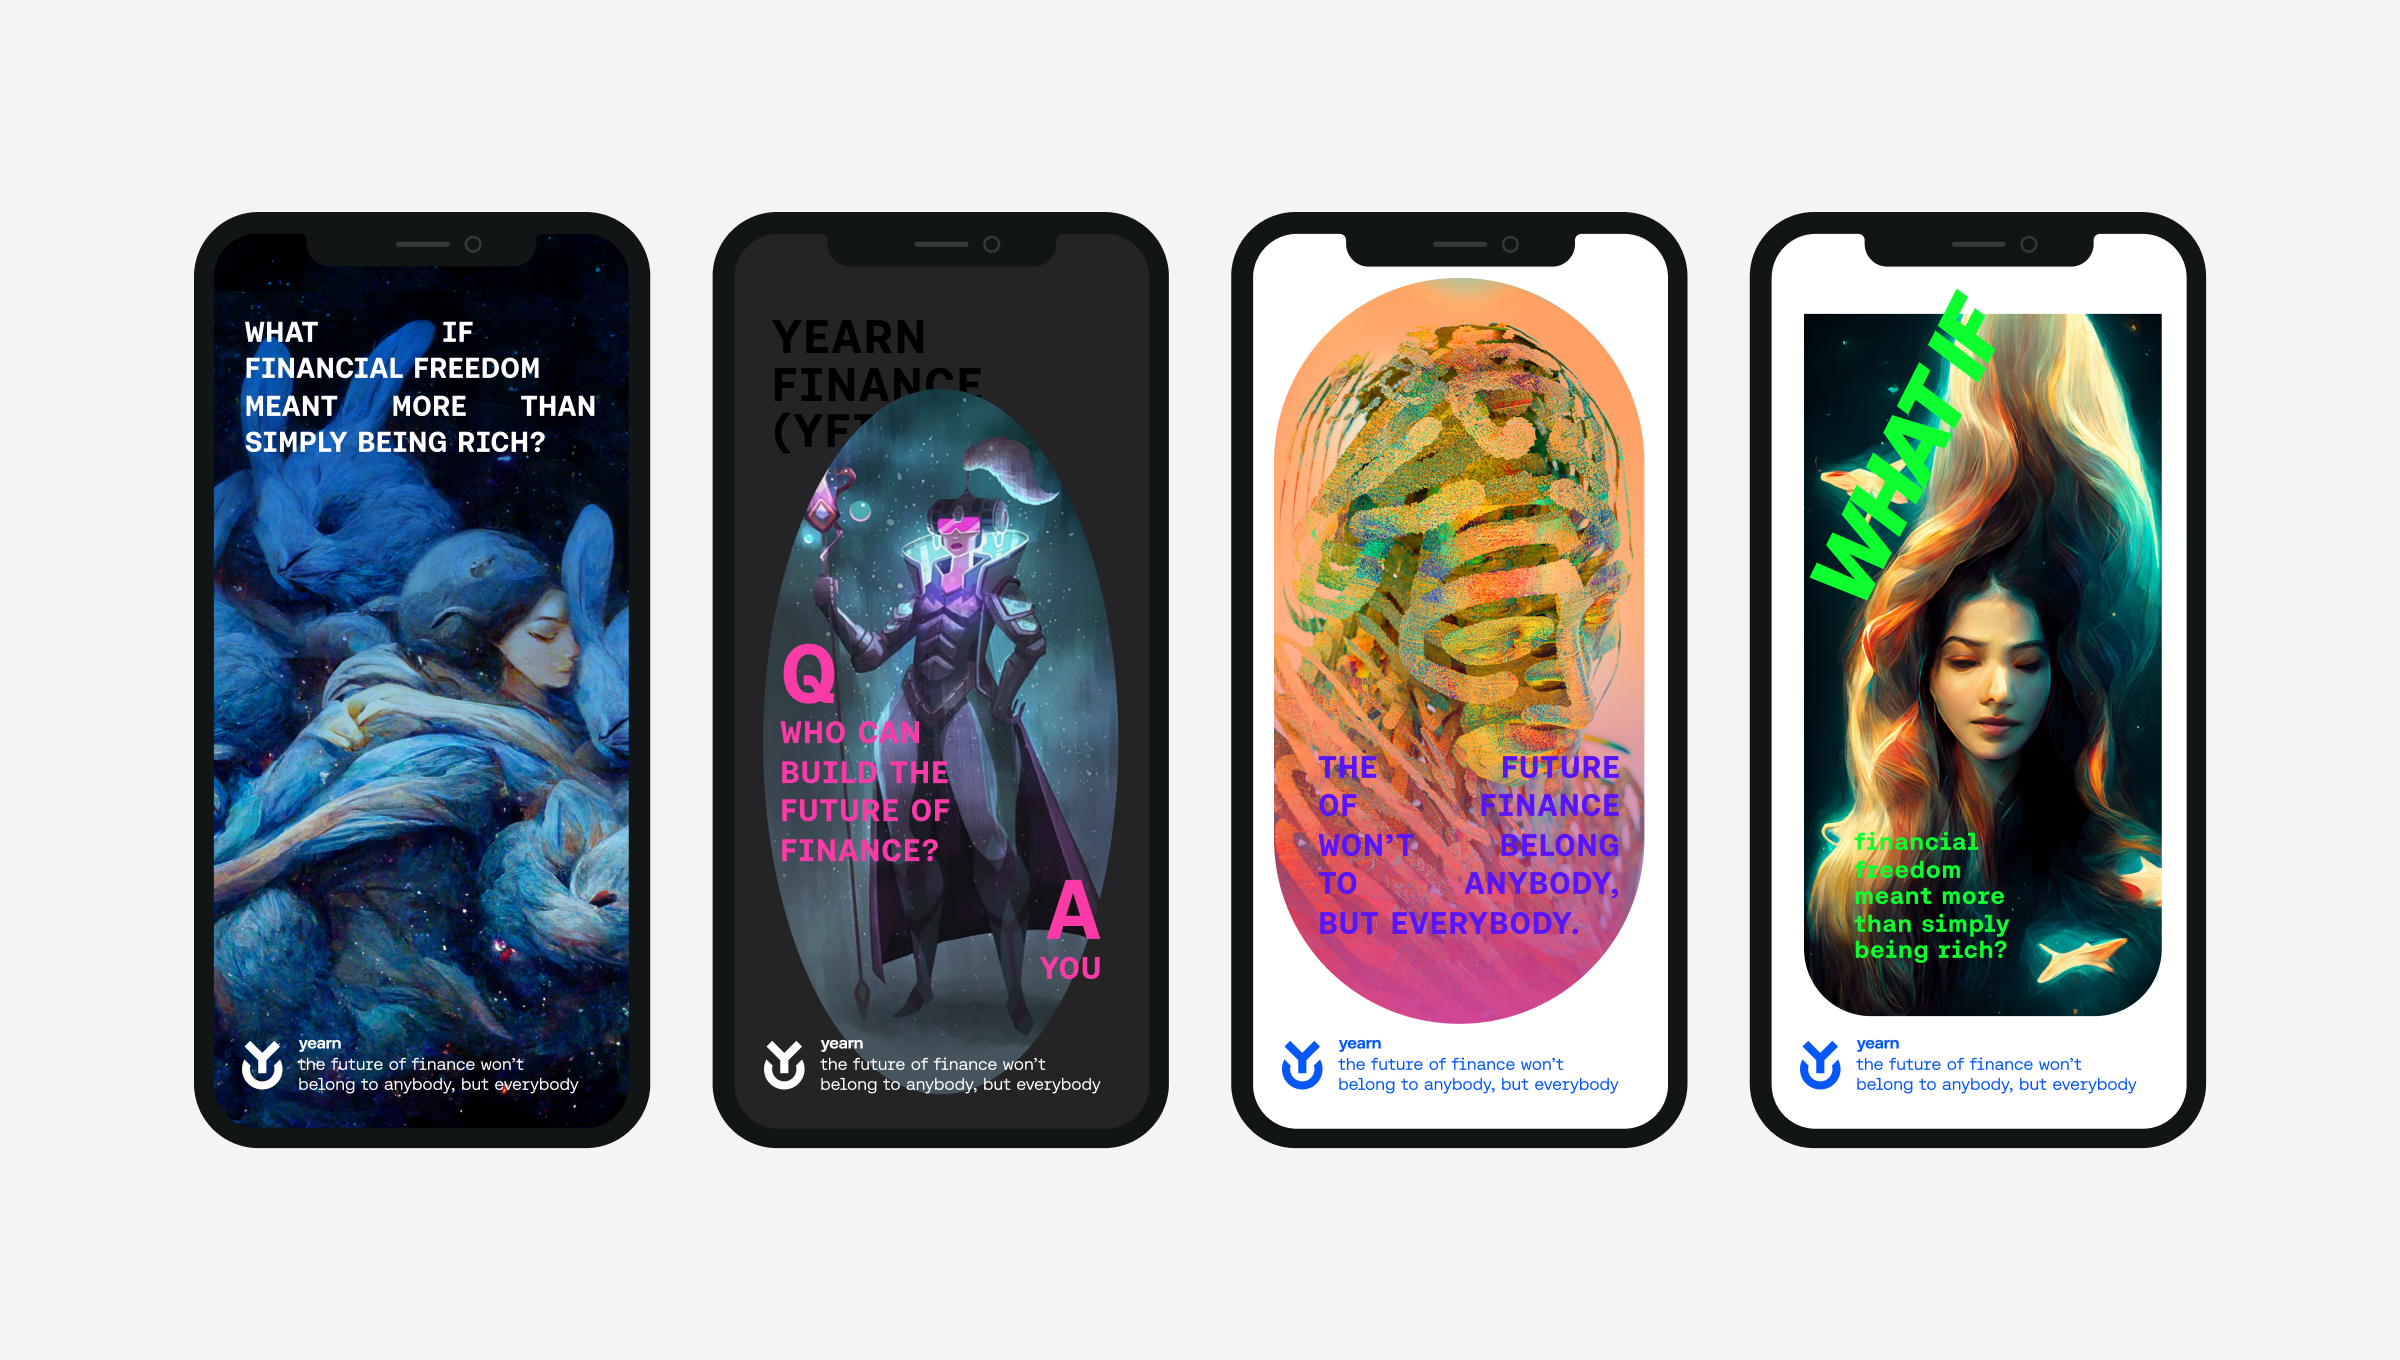 WHAT IF
FINANCIAL FREEDOM
MEANT MORE THAN
SIMPLY BEING RICH?
yearn
the future of finance won’t
belong to anybody, but everybody
YEARN
FINANCE
(YF
Q
WHO CAN
BUILD THE
FUTURE OF
FINANCE?
A
YOU
yearn
the future of finance won’t
belong to anybody, but everybody
THE FUTURE
OF FINANCE
WON’T BELONG
TO ANYBODY,
BUT EVERYBODY.
yearn
the future of finance won’t
belong to anybody, but everybody
WHAT IF
financial
freedom
meant more
than simply
being rich?
yearn
the future of finance won’t
belong to anybody, but everybody